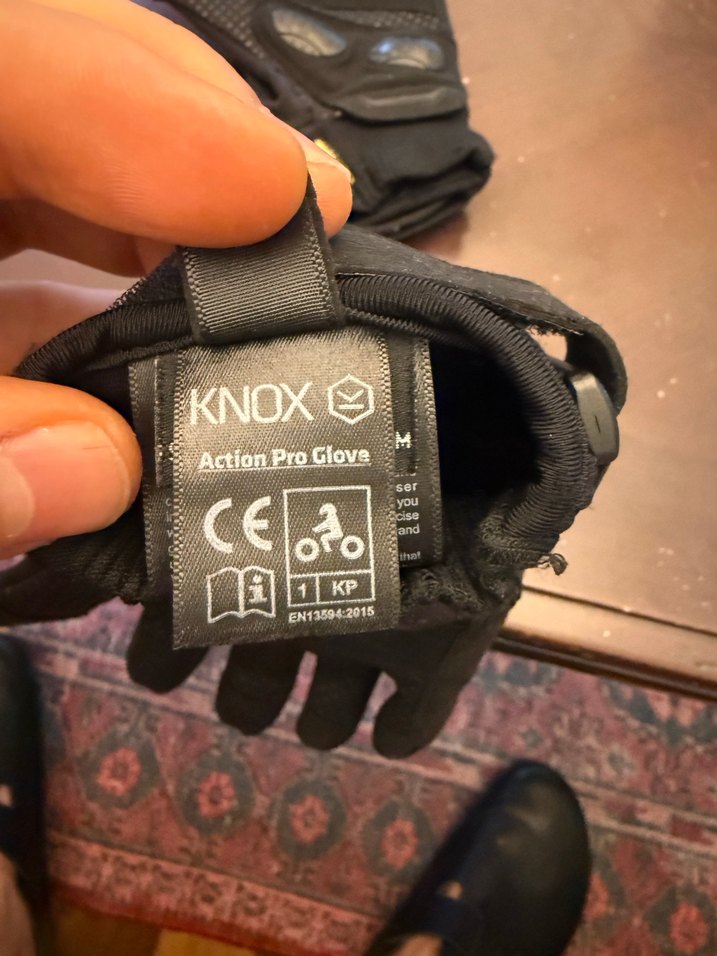 KNOX
Action Pro Glove
M
ser
you
cise
and
that
CE
1 KP
EN13594:2015